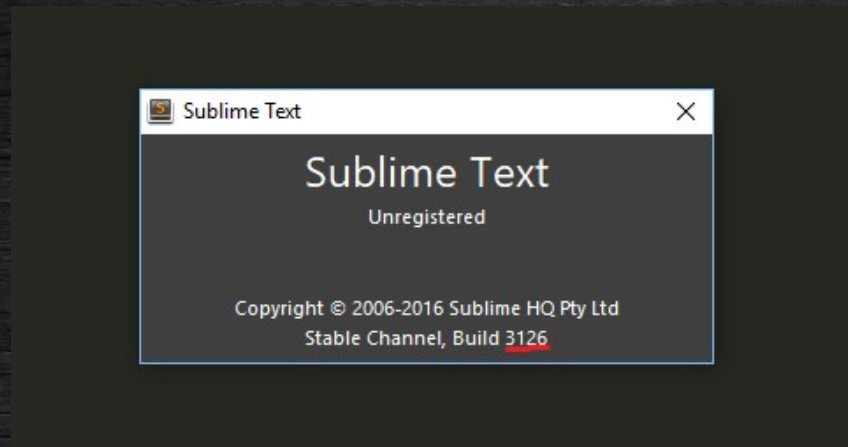 Sublime Text
Sublime Text
Unregistered
Copyright © 2006-2016 Sublime HQ Pty Ltd
Stable Channel, Build 3126